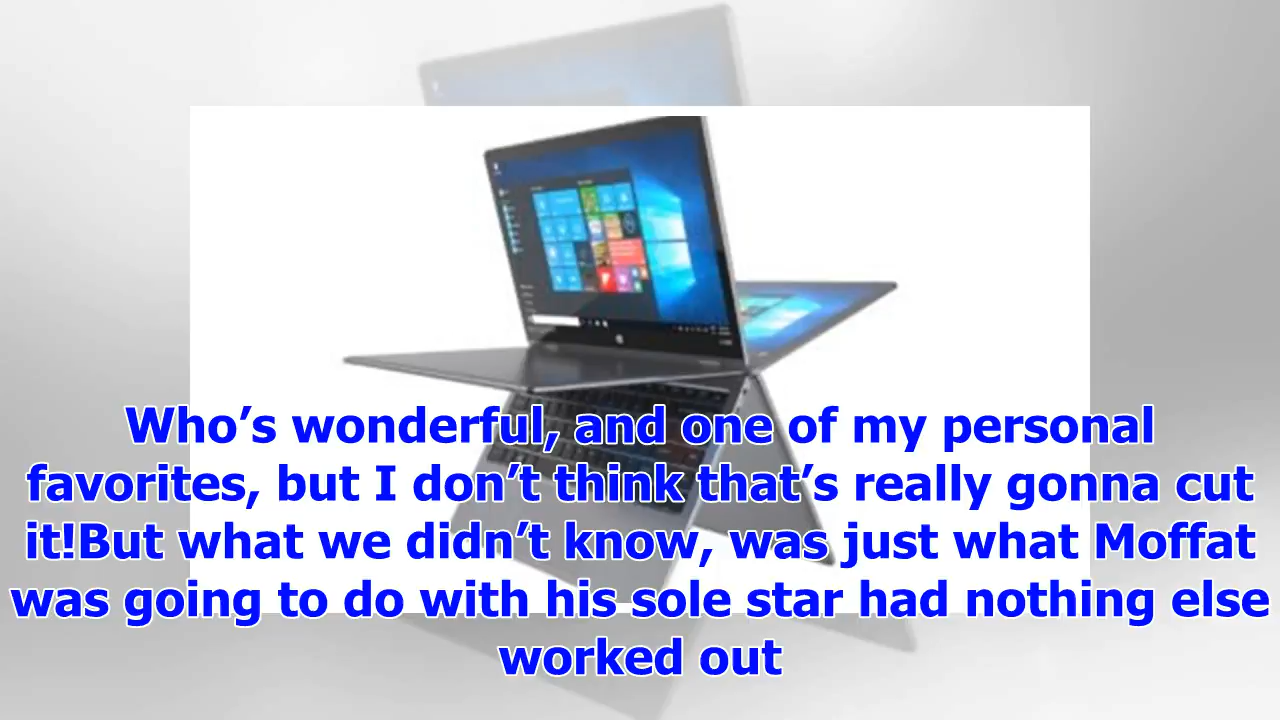 Who’s wonderful, and one of my personal
favorites, but I don’t think that’s really gonna cut
it!But what we didn’t know, was just what Moffat
was going to do with his sole star had nothing else
worked out